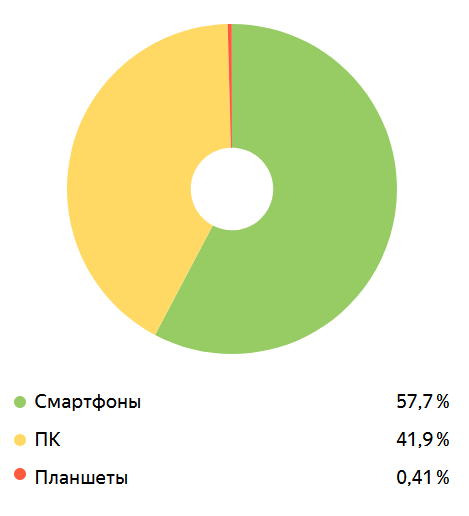 Смартфоны 57,7 %
ПК 41,9 %
Планшеты 0,41 %